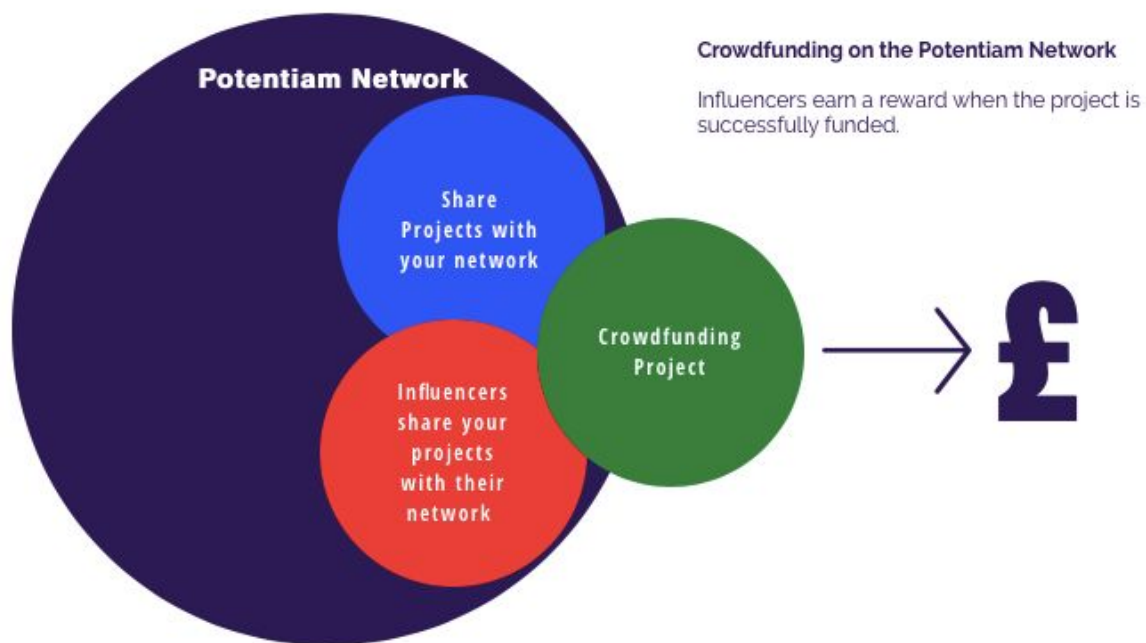 Potentiam Network
Crowdfunding on the Potentiam Network
Influencers earn a reward when the project is
successfully funded.
Share
Projects with
your network
Crowdfunding
Project
£
Influencers
share your
projects
with their
network